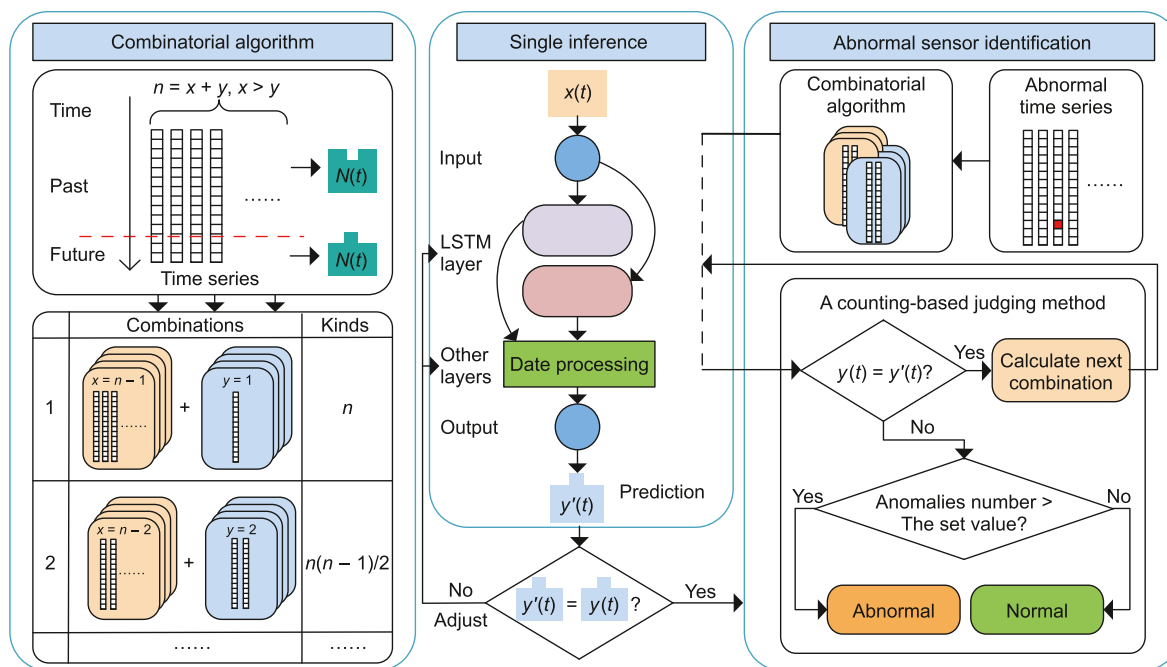 Combinatorial algorithm
n = x + y, x > y
Time
Past
Future
N(t)
N(t)
......
Time series
Combinations
Kinds
1
x = n – 1
......
+
y = 1
n
2
x = n – 2
......
+
y = 2
n(n – 1)/2
......
......
Single inference
x(t)
Input
LSTM
layer
Other
layers
Date processing
Output
y′(t)
Prediction
y′(t) = y(t) ?
No
Adjust
Yes
Abnormal sensor identification
Combinatorial
algorithm
Abnormal
time series
......
A counting-based judging method
y(t) = y′(t)?
Yes
Calculate next
combination
No
Anomalies number >
The set value?
Yes
No
Abnormal
Normal